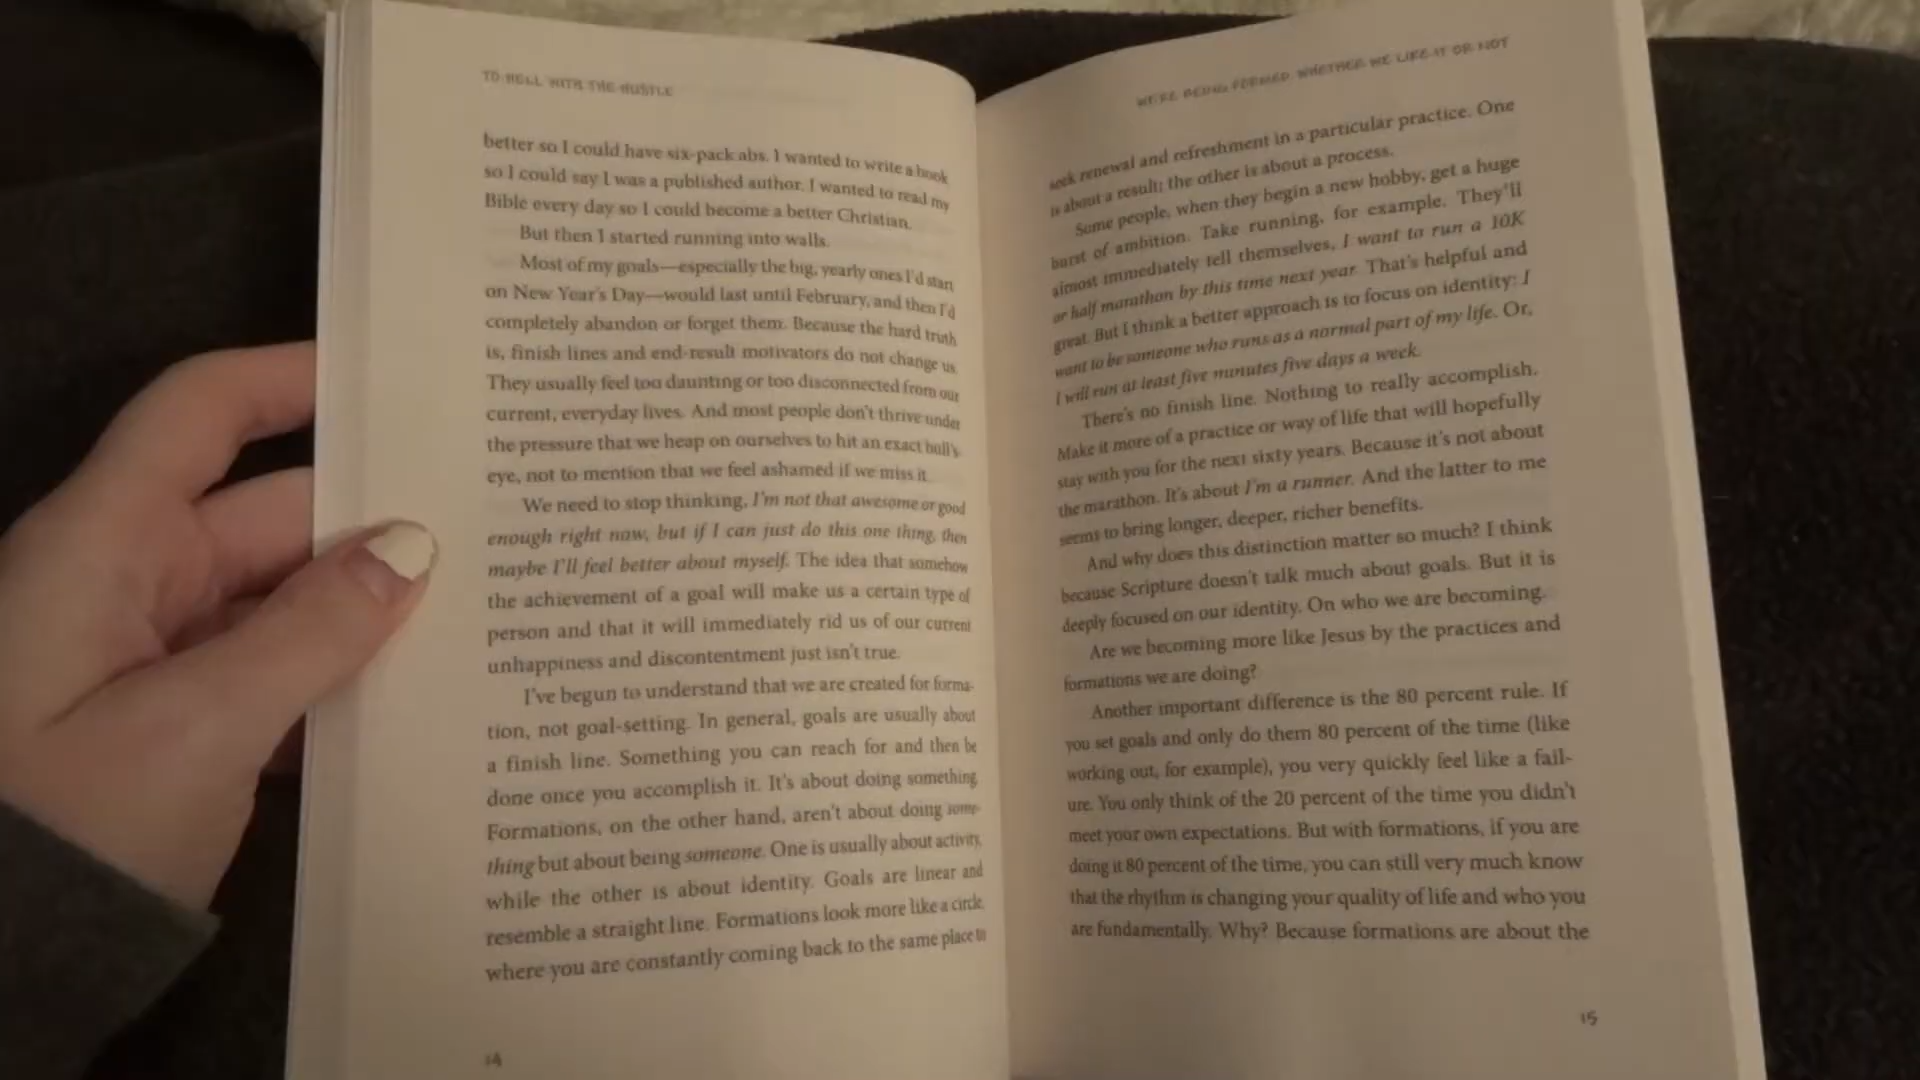 TO HELL WITH THE HUSTLE
better so I could have six-pack abs. I wanted to write a book
so I could say I was a published author. I wanted to read my
Bible every day so I could become a better Christian.
But then I started running into walls.
Most of my goals—especially the big, yearly ones I'd start
on New Year's Day—would last until February, and then I'd
completely abandon or forget them. Because the hard truth
is, finish lines and end-result motivators do not change us.
They usually feel too daunting or too disconnected from our
current, everyday lives. And most people don't thrive under
the pressure that we heap on ourselves to hit an exact bull's-
eye, not to mention that we feel ashamed if we miss it.
We need to stop thinking, I'm not that awesome or good
enough right now, but if I can just do this one thing, then
maybe I'll feel better about myself. The idea that somehow
the achievement of a goal will make us a certain type of
person and that it will immediately rid us of our current
unhappiness and discontentment just isn't true.
I've begun to understand that we are created for forma-
tion, not goal-setting. In general, goals are usually about
a finish line. Something you can reach for and then be
done once you accomplish it. It's about doing something.
Formations, on the other hand, aren't about doing some-
thing but about being someone. One is usually about activity,
while the other is about identity. Goals are linear and
resemble a straight line. Formations look more like a circle,
where you are constantly coming back to the same place to
14
WE'RE BEING FORMED WHETHER WE LIKE IT OR NOT
seek renewal and refreshment in a particular practice. One
is about a result; the other is about a process.
Some people, when they begin a new hobby, get a huge
burst of ambition. Take running, for example. They'll
almost immediately tell themselves, I want to run a 10K
or half marathon by this time next year. That's helpful and
great. But I think a better approach is to focus on identity: I
want to be someone who runs as a normal part of my life. Or,
I will run at least five minutes five days a week.
There's no finish line. Nothing to really accomplish.
Make it more of a practice or way of life that will hopefully
stay with you for the next sixty years. Because it's not about
the marathon. It's about I'm a runner. And the latter to me
seems to bring longer, deeper, richer benefits.
And why does this distinction matter so much? I think
because Scripture doesn't talk much about goals. But it is
deeply focused on our identity. On who we are becoming.
Are we becoming more like Jesus by the practices and
formations we are doing?
Another important difference is the 80 percent rule. If
you set goals and only do them 80 percent of the time (like
working out, for example), you very quickly feel like a fail-
ure. You only think of the 20 percent of the time you didn't
meet your own expectations. But with formations, if you are
doing it 80 percent of the time, you can still very much know
that the rhythm is changing your quality of life and who you
are fundamentally. Why? Because formations are about the
15